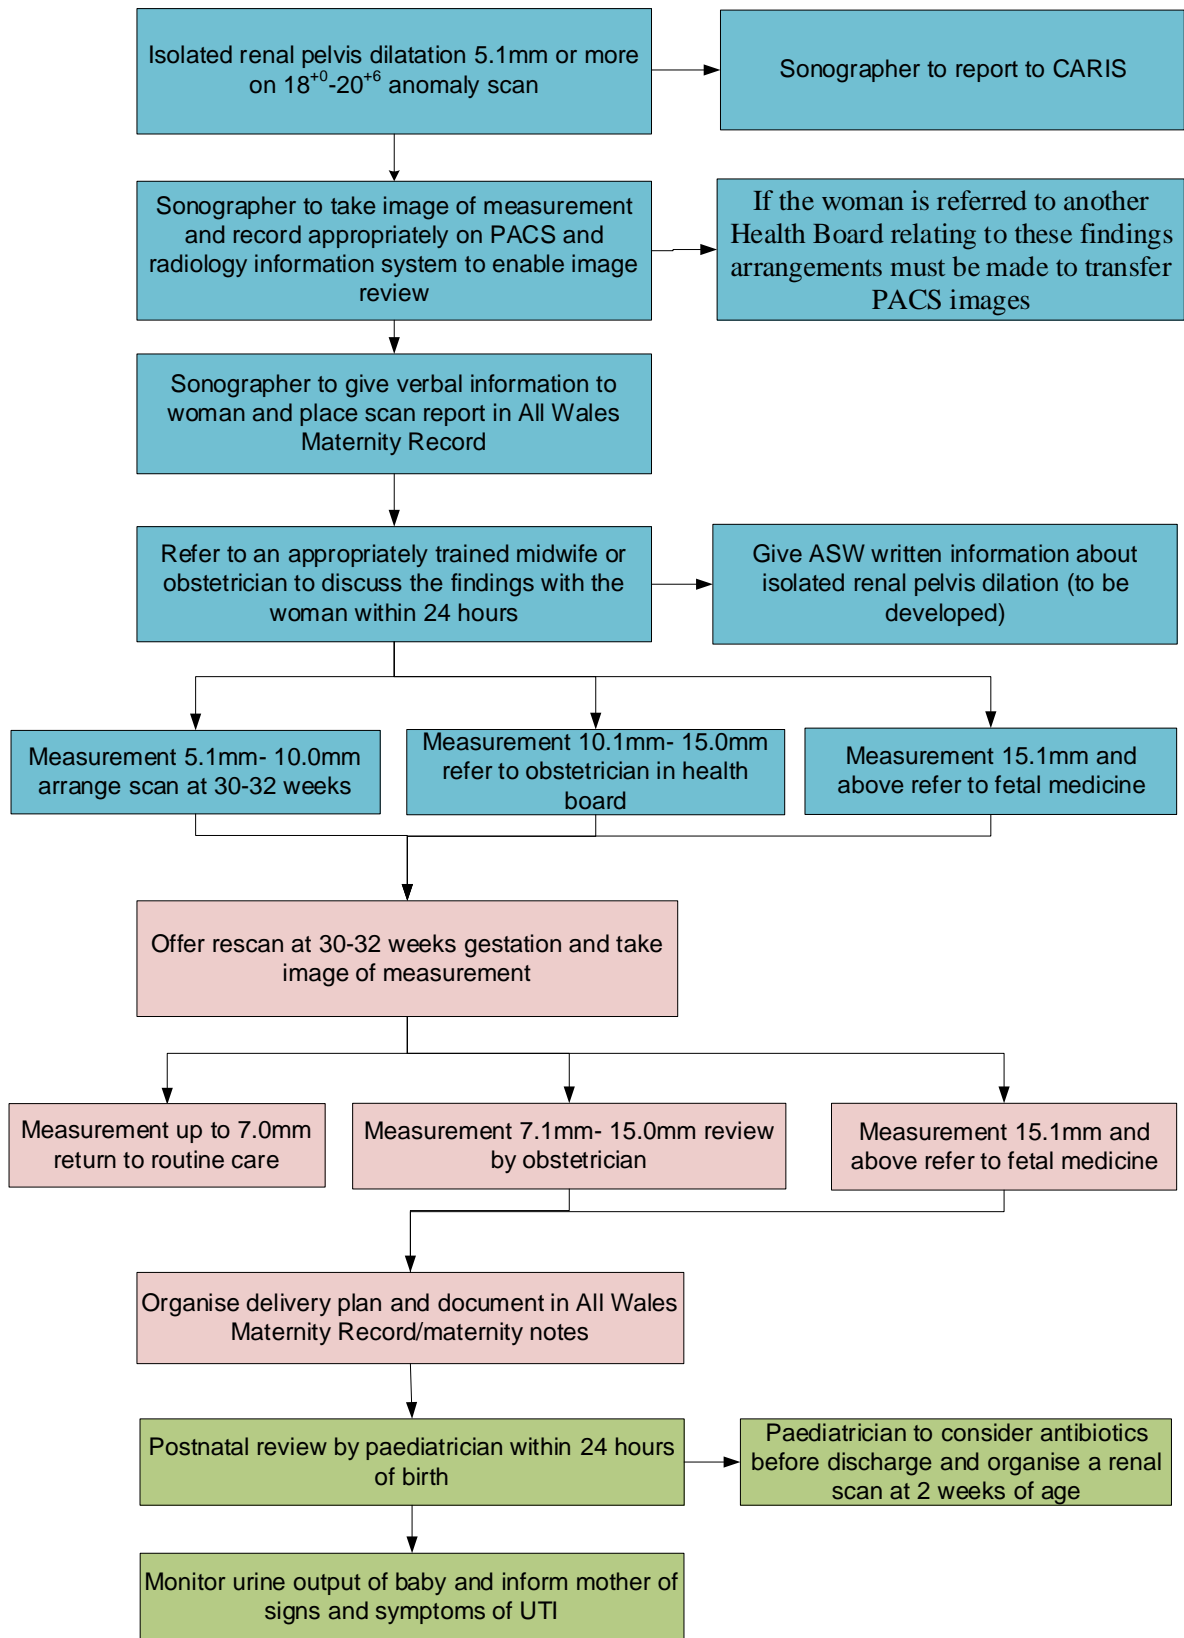 Isolated renal pelvis dilatation 5.1mm or more
on 18+0-20+6 anomaly scan
Sonographer to report to CARIS
Sonographer to take image of measurement
and record appropriately on PACS and
radiology information system to enable image
review
If the woman is referred to another
Health Board relating to these findings
arrangements must be made to transfer
PACS images
Sonographer to give verbal information to
woman and place scan report in All Wales
Maternity Record
Refer to an appropriately trained midwife or
obstetrician to discuss the findings with the
woman within 24 hours
Give ASW written information about
isolated renal pelvis dilation (to be
developed)
Measurement 5.1mm- 10.0mm
arrange scan at 30-32 weeks
Measurement 10.1mm- 15.0mm
refer to obstetrician in health
board
Measurement 15.1mm and
above refer to fetal medicine
Offer rescan at 30-32 weeks gestation and take
image of measurement
Measurement up to 7.0mm
return to routine care
Measurement 7.1mm- 15.0mm review
by obstetrician
Measurement 15.1mm and
above refer to fetal medicine
Organise delivery plan and document in All Wales
Maternity Record/maternity notes
Postnatal review by paediatrician within 24 hours
of birth
Paediatrician to consider antibiotics
before discharge and organise a renal
scan at 2 weeks of age
Monitor urine output of baby and inform mother of
signs and symptoms of UTI